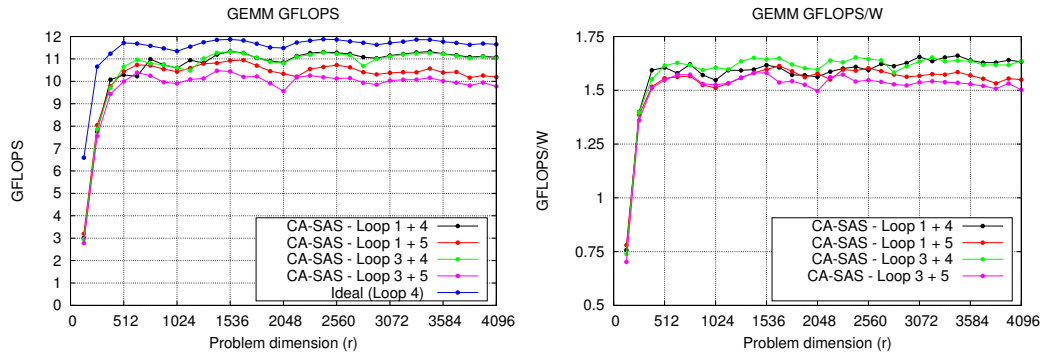 GEMM GFLOPS
12
11
10
9
8
7
6
5
4
3
2
1
0
GFLOPS
CA-SAS - Loop 1 + 4
CA-SAS - Loop 1 + 5
CA-SAS - Loop 3 + 4
CA-SAS - Loop 3 + 5
Ideal (Loop 4)
0 512 1024 1536 2048 2560 3072 3584 4096
Problem dimension (r)
GEMM GFLOPS/W
1.75
1.5
1.25
1
0.75
0.5
GFLOPS/W
CA-SAS - Loop 1 + 4
CA-SAS - Loop 1 + 5
CA-SAS - Loop 3 + 4
CA-SAS - Loop 3 + 5
0 512 1024 1536 2048 2560 3072 3584 4096
Problem dimension (r)